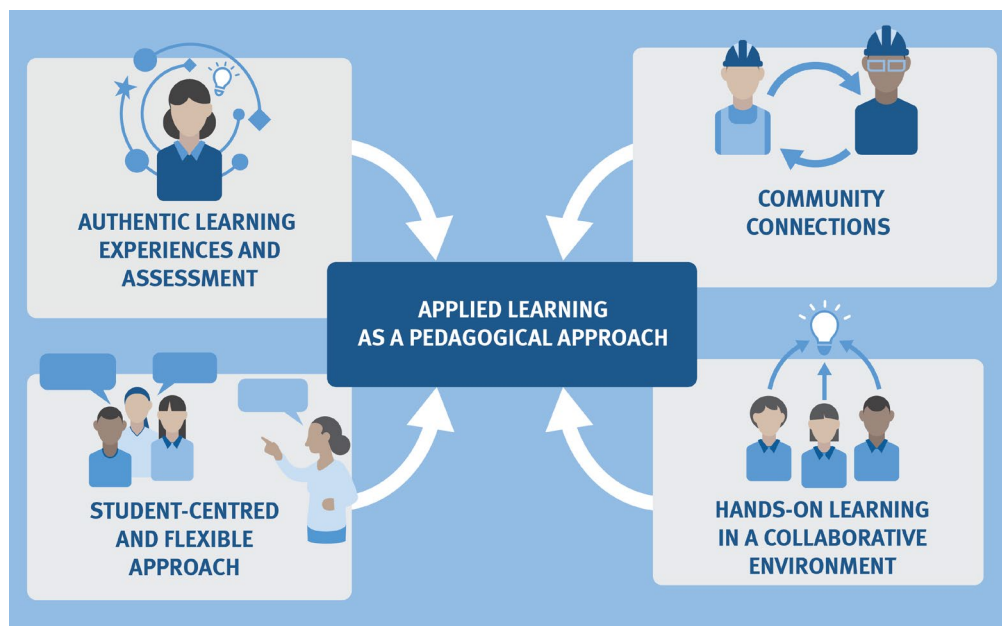 AUTHENTIC LEARNING
EXPERIENCES AND
ASSESSMENT
COMMUNITY
CONNECTIONS
APPLIED LEARNING
AS A PEDAGOGICAL APPROACH
STUDENT-CENTRED
AND FLEXIBLE
APPROACH
HANDS-ON LEARNING
IN A COLLABORATIVE
ENVIRONMENT